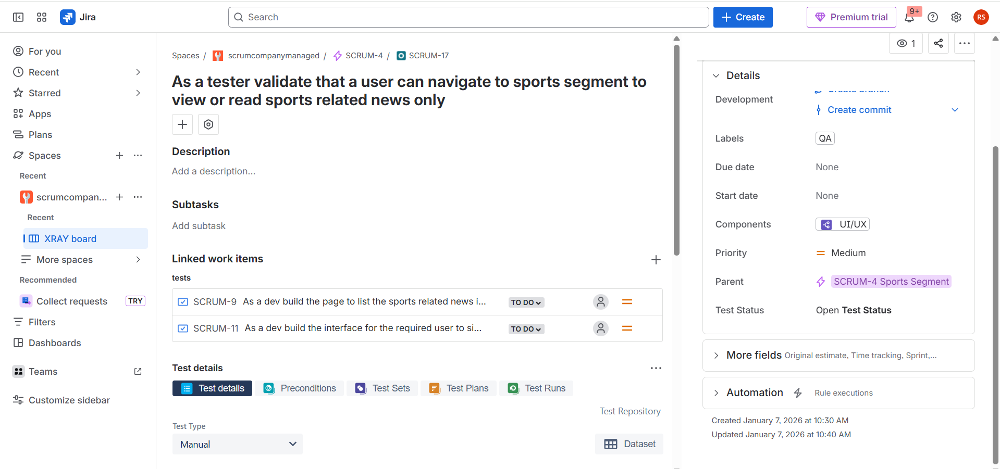 Jira
Search
Create
Premium trial
9+
RS
For you
Recent
Starred
Apps
Plans
Spaces
Recent
scrumcompan...
Recent
XRAY board
More spaces
Recommended
Collect requests
TRY
Filters
Dashboards
Teams
Customize sidebar
Spaces / scrumcompanymanaged / SCRUM-4 / SCRUM-17
As a tester validate that a user can navigate to sports segment to
view or read sports related news only
Description
Add a description...
Subtasks
Add subtask
Linked work items
tests
SCRUM-9 As a dev build the page to list the sports related news i... TO DO
SCRUM-11 As a dev build the interface for the required user to si... TO DO
Test details
Test details
Preconditions
Test Sets
Test Plans
Test Runs
Test Repository
Test Type
Manual
Dataset
1
Details
Development
Create branch
Create commit
Labels
QA
Due date
None
Start date
None
Components
UI/UX
Priority
Medium
Parent
SCRUM-4 Sports Segment
Test Status
Open Test Status
More fields Original estimate, Time tracking, Sprint,...
Automation
Rule executions
Created January 7, 2026 at 10:30 AM
Updated January 7, 2026 at 10:40 AM